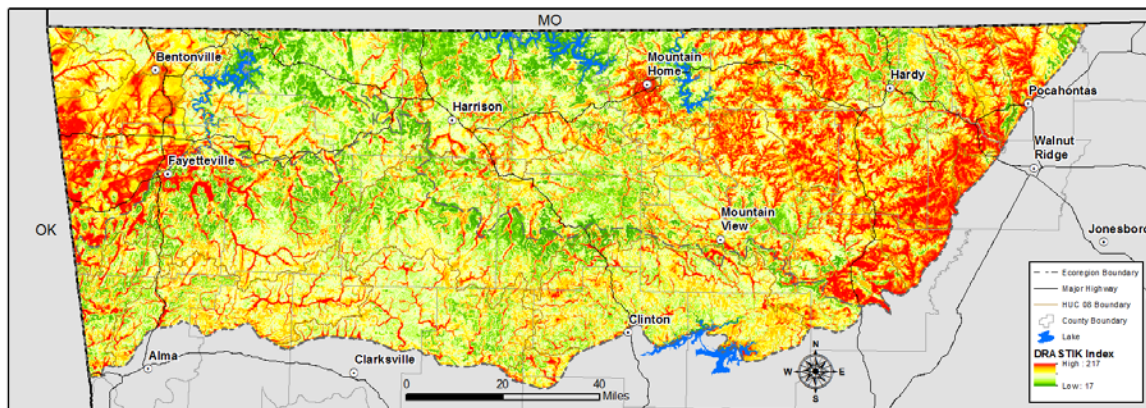 MO
Bentonville
Mountain
Home
Hardy
Pocahontas
Harrison
Walnut
Ridge
Fayetteville
Mountain
View
OK
Jonesboro
Clinton
Alma
Clarksville
0 20 40
Miles
N
W E
S
Ecoregion Boundary
Major Highway
HUC 08 Boundary
County Boundary
Lake
DRASTIK Index
High : 217
Low: 17